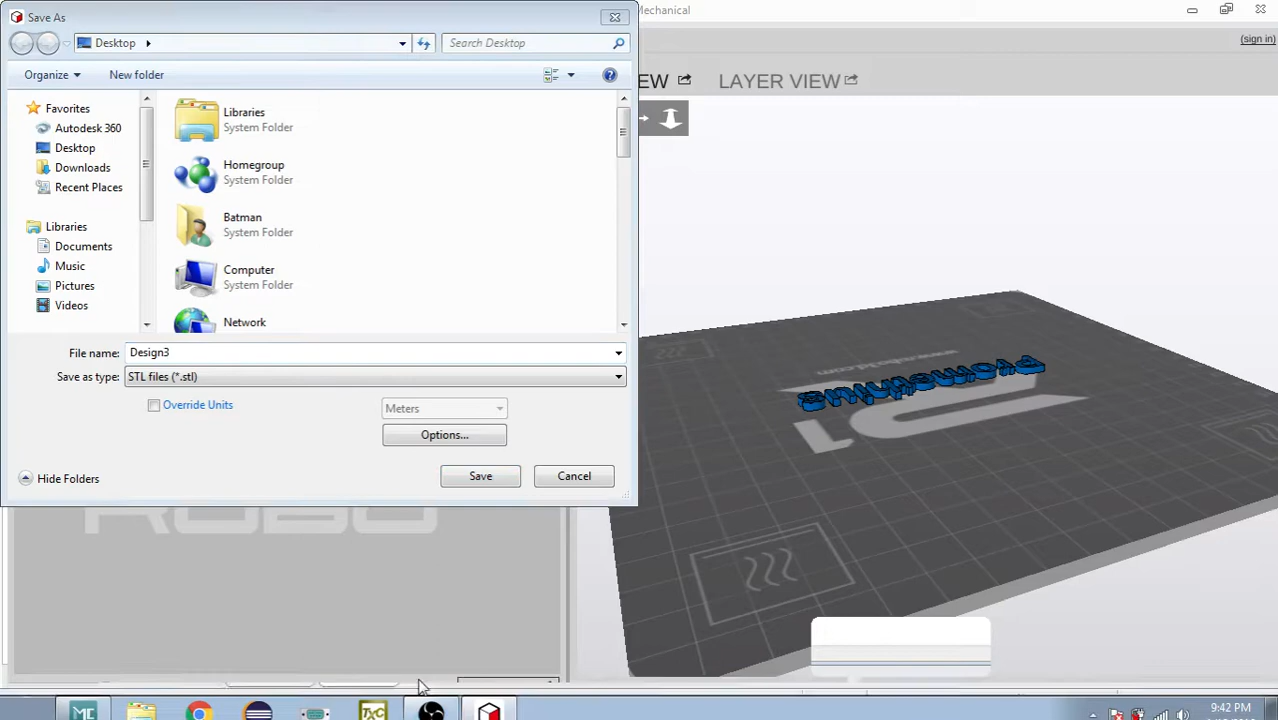 Save As
Mechanical
Desktop
Search Desktop
(sign in)
Organize
New folder
EW
LAYER VIEW
Favorites
Autodesk 360
Desktop
Downloads
Recent Places
Libraries
Documents
Music
Pictures
Videos
Libraries
System Folder
Homegroup
System Folder
Batman
System Folder
Computer
System Folder
Network
File name:
Design3
Save as type:
STL files (*.stl)
Override Units
Meters
Options...
Hide Folders
Save
Cancel
ROBO
MC
TXC
9:42 PM